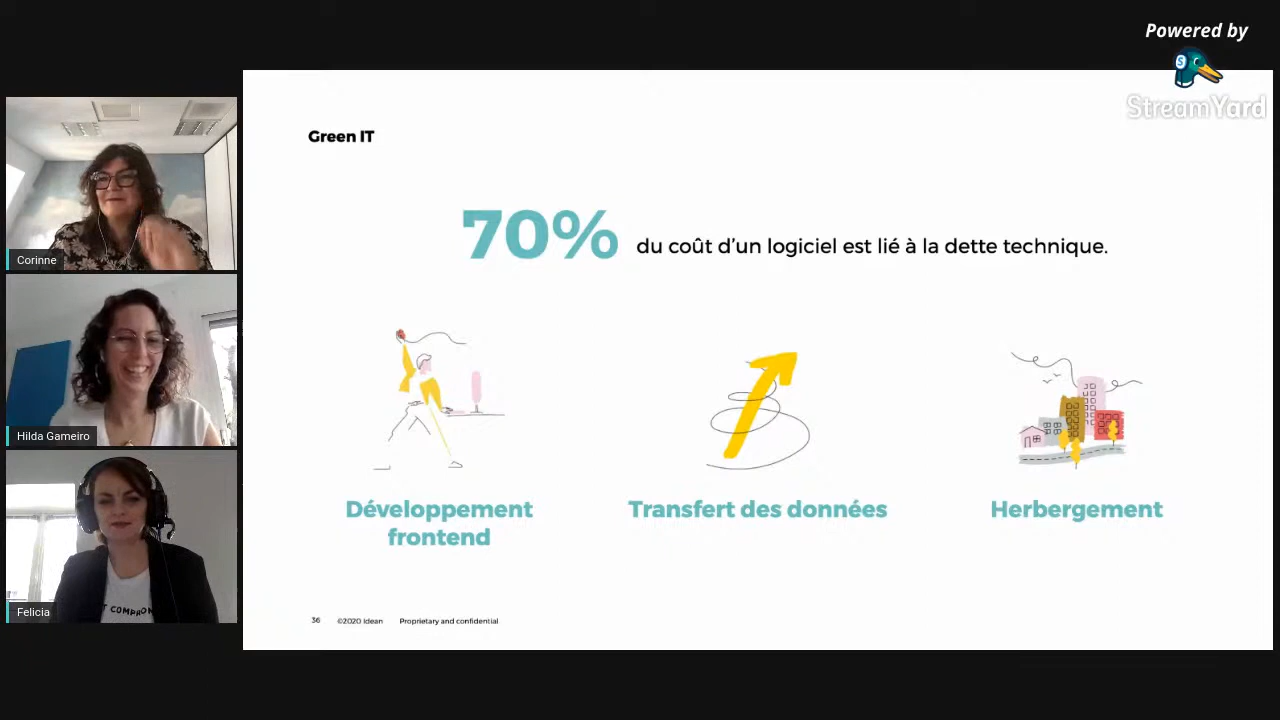 Powered by
StreamYard
Green IT
70% du coût d’un logiciel est lié à la dette technique.
Corinne
Hilda Gameiro
Felicia
Développement
frontend
Transfert des données
Herbergement
36 ©2020 Idean Proprietary and confidential